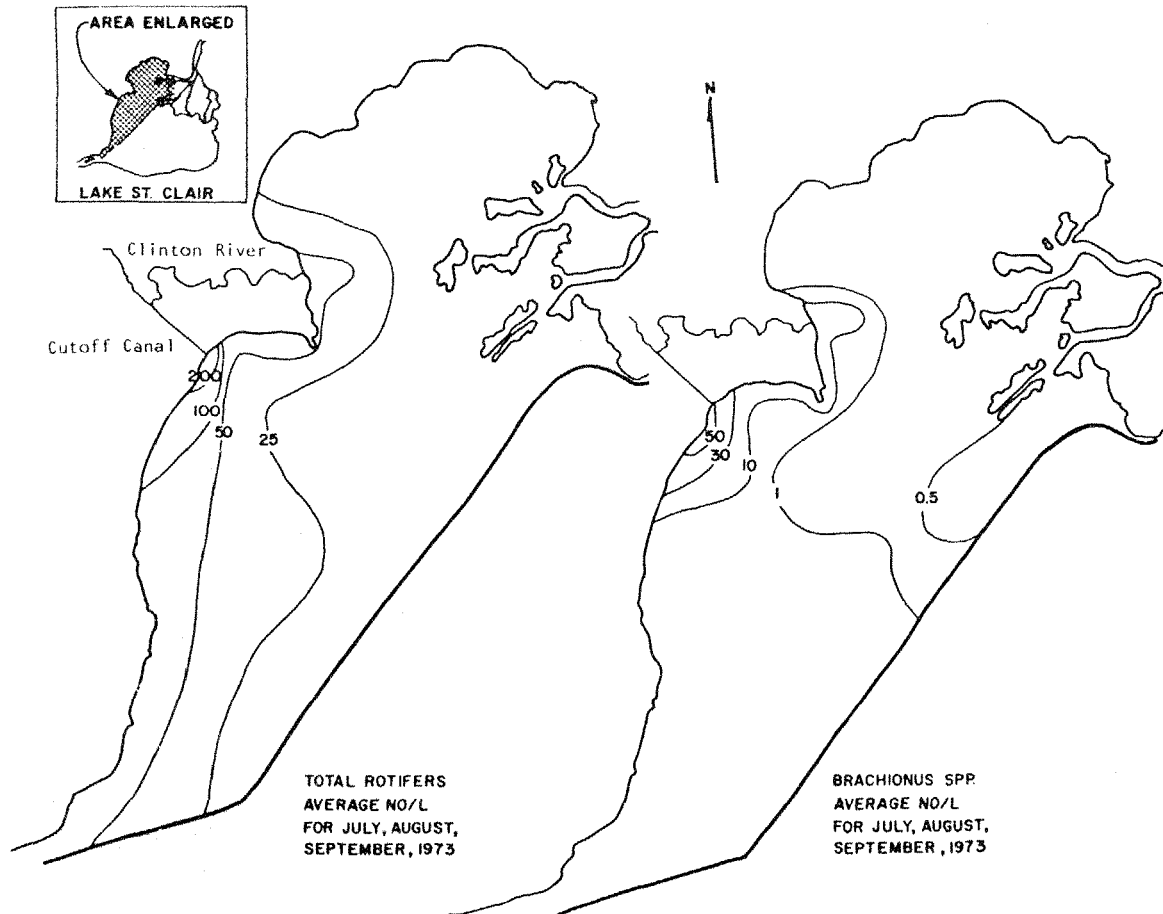 AREA ENLARGED
LAKE ST. CLAIR
N
Clinton River
Cutoff Canal
200
100
50
25
50
30
10
1
0.5
TOTAL ROTIFERS
AVERAGE NO/L
FOR JULY, AUGUST,
SEPTEMBER, 1973
BRACHIONUS SPP.
AVERAGE NO/L
FOR JULY, AUGUST,
SEPTEMBER, 1973